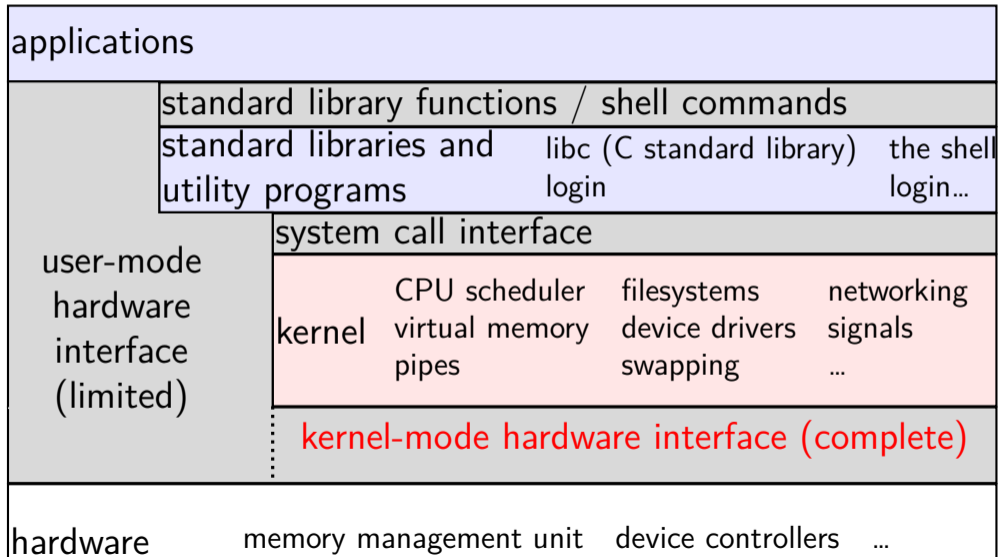 applications
standard library functions / shell commands
standard libraries and
utility programs
libc (C standard library)
login
the shell
login…
system call interface
user-mode
hardware
interface
(limited)
kernel
CPU scheduler
virtual memory
pipes
filesystems
device drivers
swapping
networking
signals
…
kernel-mode hardware interface (complete)
hardware
memory management unit
device controllers
…